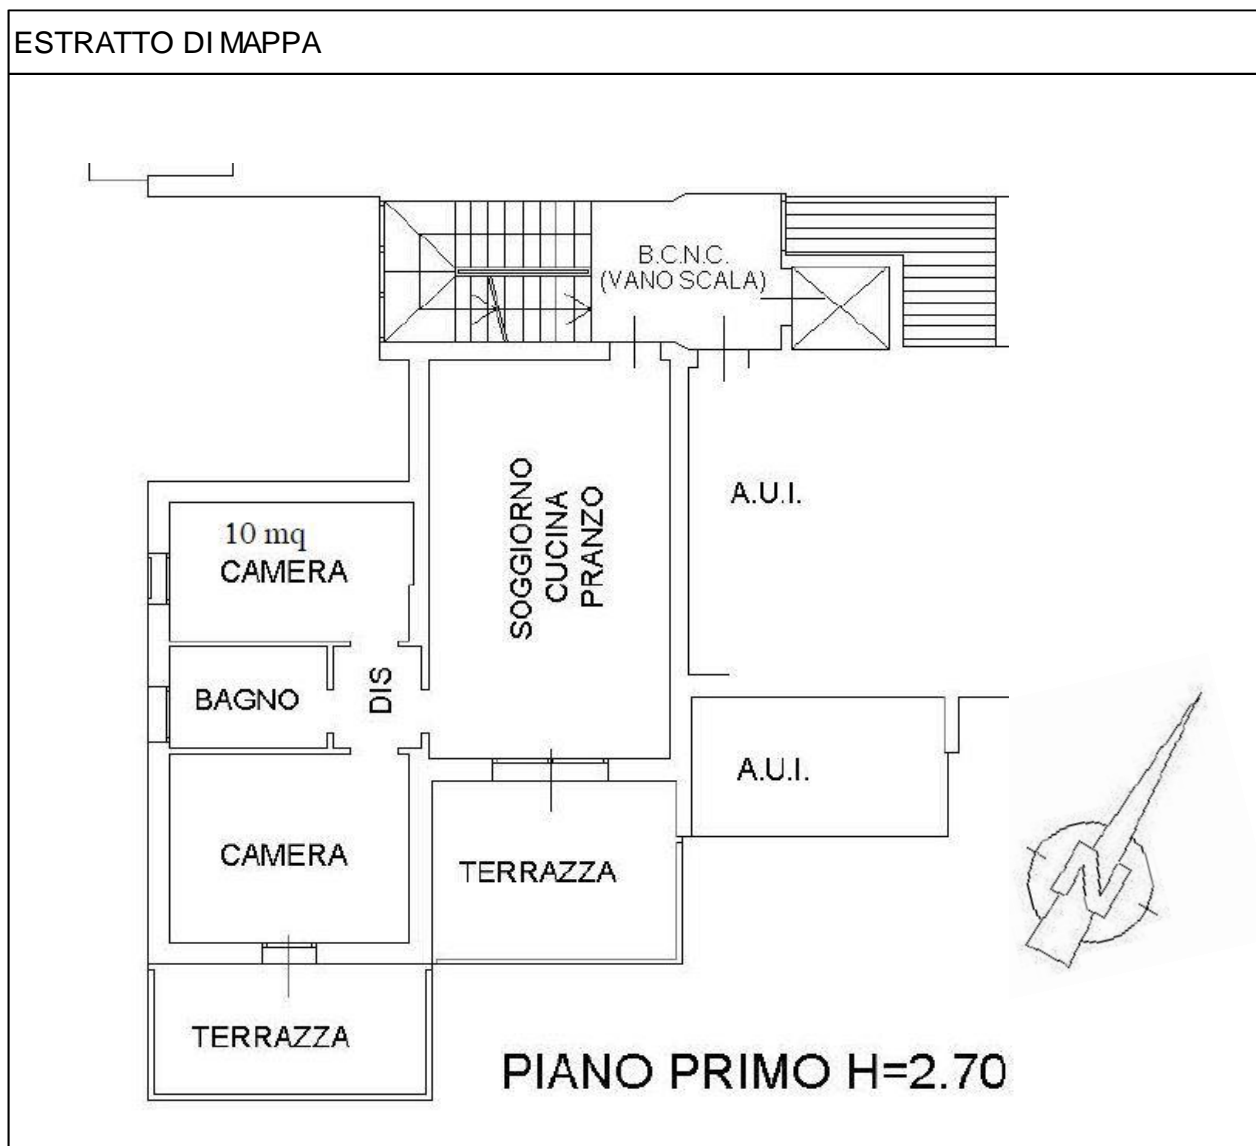 ESTRATTO DI MAPPA
B.C.N.C.
(VANO SCALA)
SOGGIORNO
CUCINA
PRANZO
A.U.I.
10 mq
CAMERA
BAGNO
DIS
A.U.I.
CAMERA
TERRAZZA
N
TERRAZZA
PIANO PRIMO H=2.70